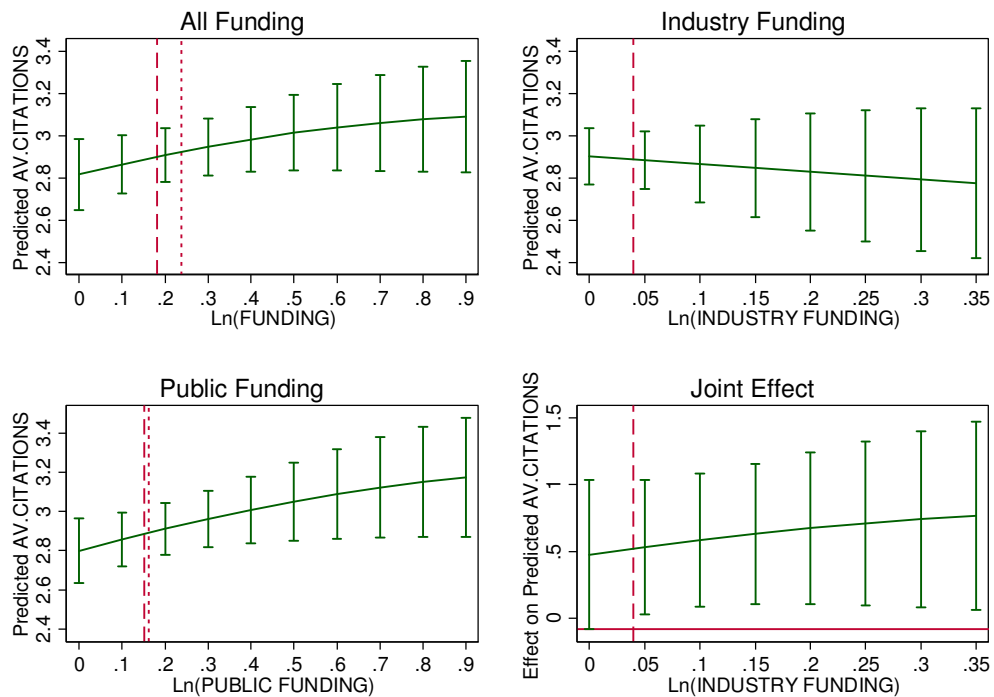 All Funding
Predicted AV.CITATIONS
3.4
3.2
3
2.8
2.6
2.4
0 .1 .2 .3 .4 .5 .6 .7 .8 .9
Ln(FUNDING)
Industry Funding
Predicted AV.CITATIONS
3.4
3.2
3
2.8
2.6
2.4
0 .05 .1 .15 .2 .25 .3 .35
Ln(INDUSTRY FUNDING)
Public Funding
Predicted AV.CITATIONS
3.4
3.2
3
2.8
2.6
2.4
0 .1 .2 .3 .4 .5 .6 .7 .8 .9
Ln(PUBLIC FUNDING)
Joint Effect
Effect on Predicted AV.CITATIONS
1.5
1
.5
0
0 .05 .1 .15 .2 .25 .3 .35
Ln(INDUSTRY FUNDING)